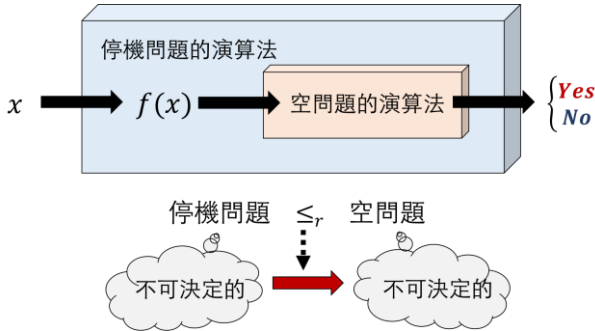 停機問題的演算法
x f(x) 空問題的演算法 Yes
No
停機問題 ≤r 空問題
不可決定的 不可決定的